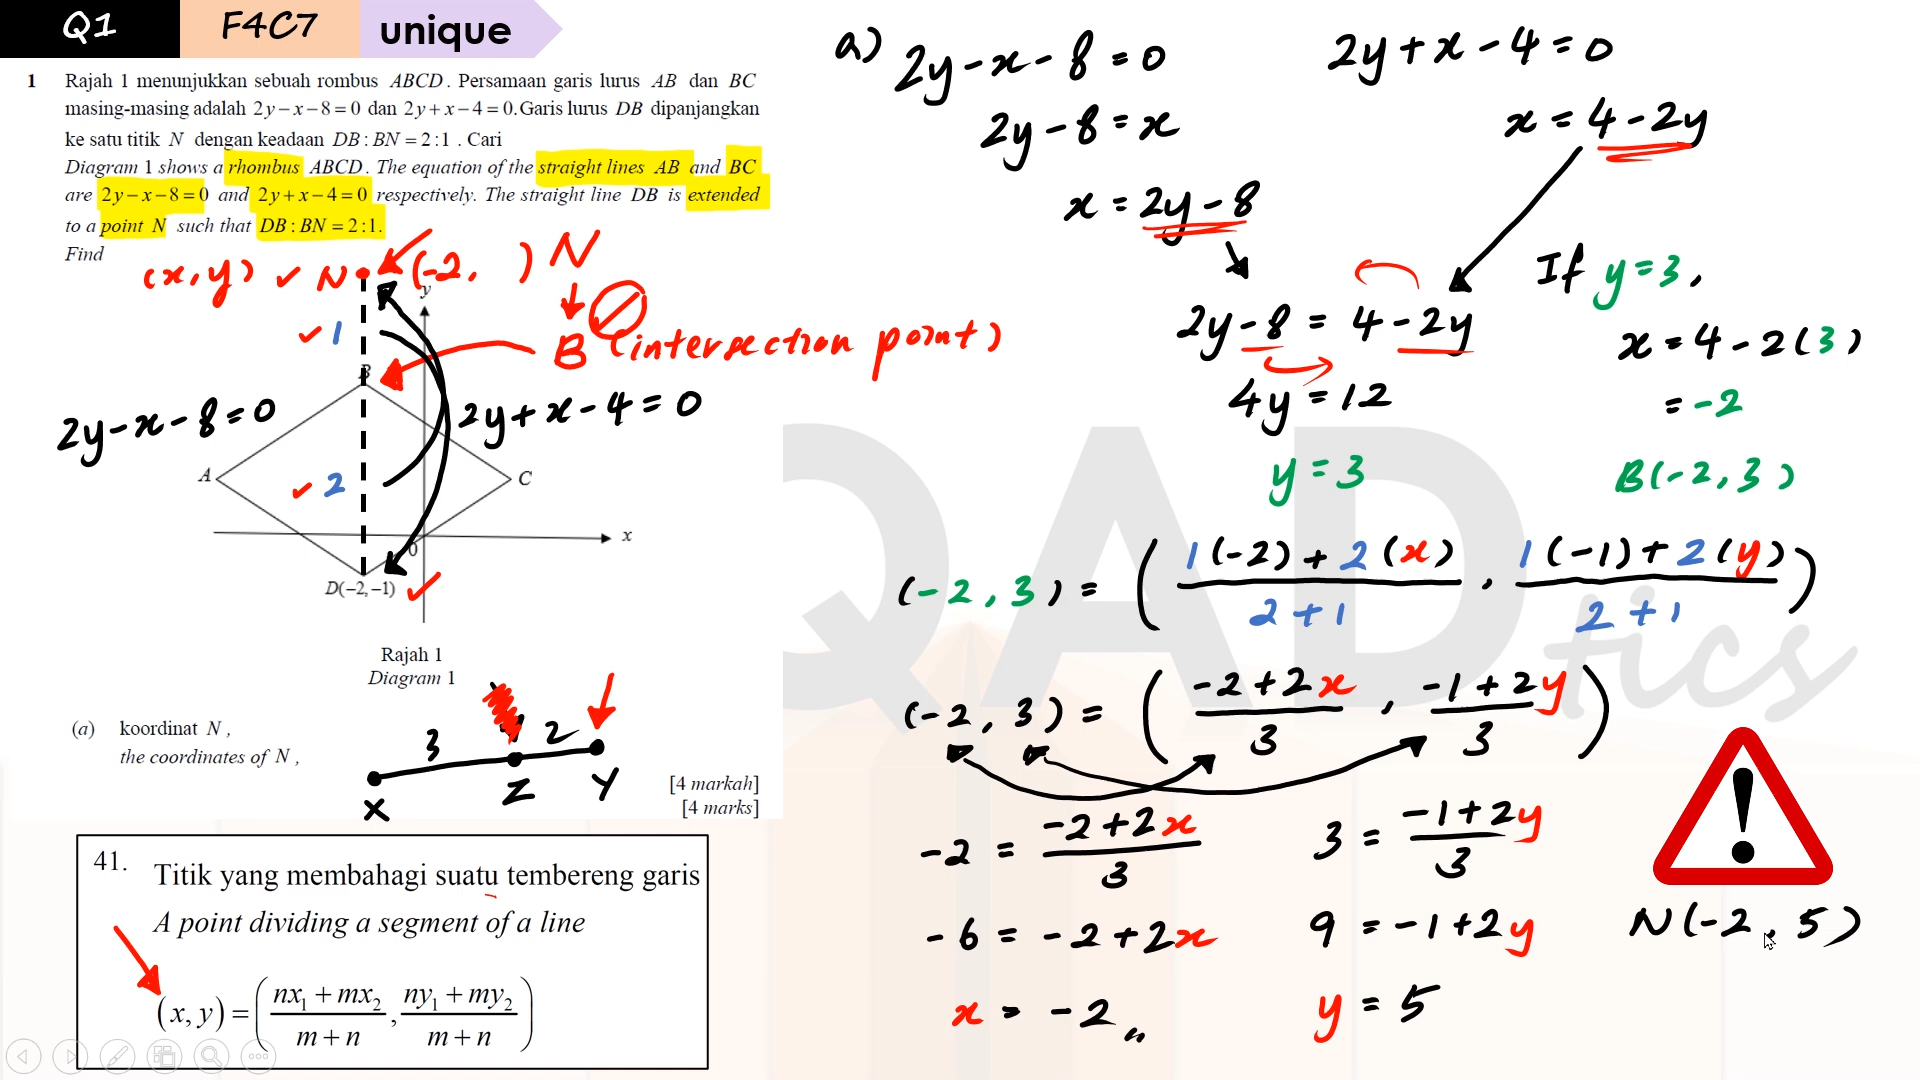 Q1 F4C7 unique
1 Rajah 1 menunjukkan sebuah rombus ABCD. Persamaan garis lurus AB dan BC
masing-masing adalah 2y−x−8=0 dan 2y+x−4=0.Garis lurus DB dipanjangkan
ke satu titik N dengan keadaan DB:BN=2:1. Cari
Diagram 1 shows a rhombus ABCD. The equation of the straight lines AB and BC
are 2y−x−8=0 and 2y+x−4=0 respectively. The straight line DB is extended
to a point N such that DB:BN=2:1.
Find
(x,y) ✓ N (-2, ) N
y
✓ 1
B (intersection point)
B
2y-x-8=0
2y+x-4=0
A
✓ 2
C
x
0
D(−2,−1) ✓
Rajah 1
Diagram 1
(a) koordinat N,
the coordinates of N,
3 2
X Z Y
[4 markah]
[4 marks]
41. Titik yang membahagi suatu tembereng garis
A point dividing a segment of a line
(x, y) = ( (nx₁ + mx₂)/(m + n), (ny₁ + my₂)/(m + n) )
a) 2y-x-8=0
2y-8=x
x=2y-8
2y+x-4=0
x=4-2y
2y-8=4-2y
4y=12
y=3
If y=3,
x=4-2(3)
=-2
B(-2,3)
(-2,3) = ( (1(-2)+2(x))/(2+1), (1(-1)+2(y))/(2+1) )
(-2,3) = ( (-2+2x)/3, (-1+2y)/3 )
-2 = (-2+2x)/3
-6=-2+2x
x=-2
3 = (-1+2y)/3
9=-1+2y
y=5
!
N(-2,5)
QADtics